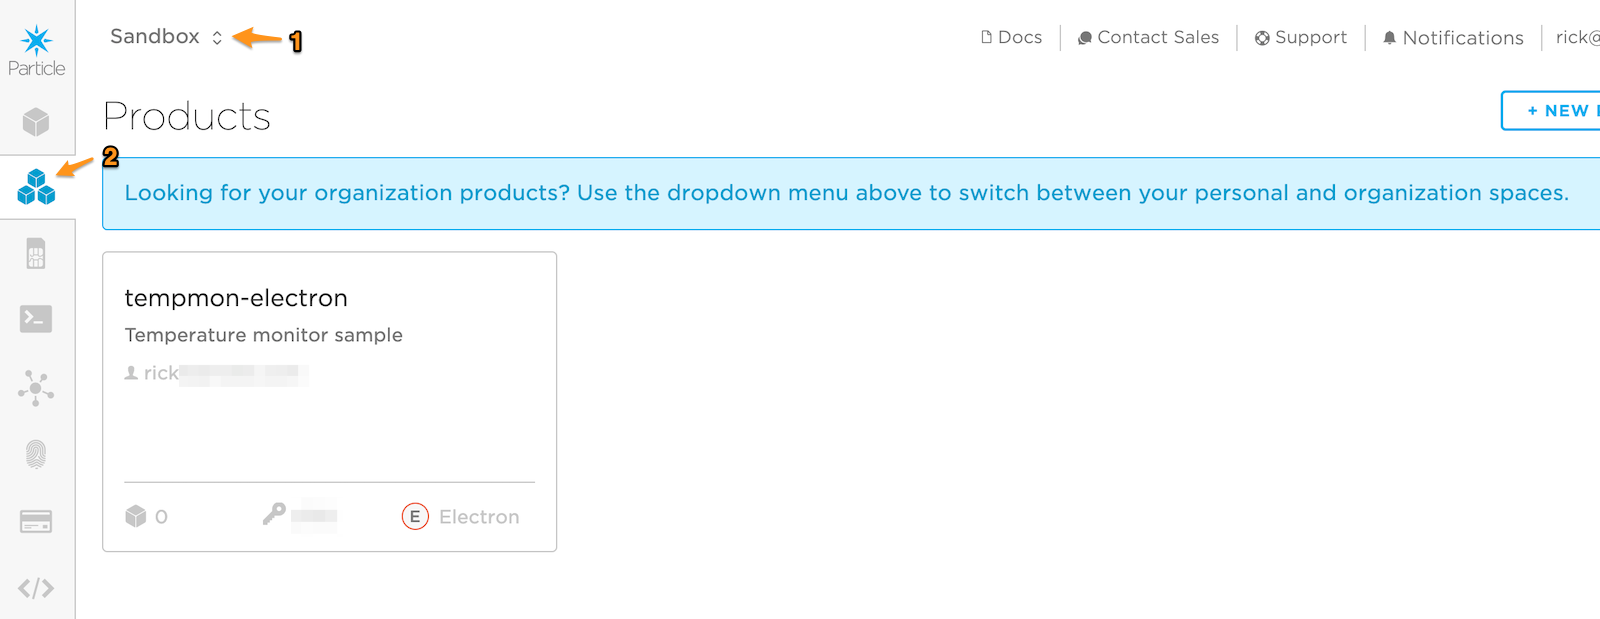 Particle
Sandbox
1
Docs
Contact Sales
Support
Notifications
rick@
Products
+ NEW
2
Looking for your organization products? Use the dropdown menu above to switch between your personal and organization spaces.
tempmon-electron
Temperature monitor sample
rick
0
E Electron